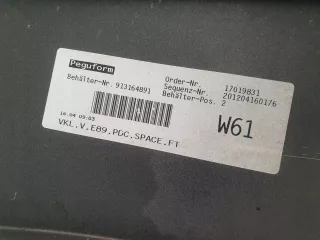 Peguform
Behälter-Nr. 913164891
Order-Nr. 17019831
Sequenz-Nr. 201204160176
Behälter-Pos. 2
W61
16.04 09:03
VKL.V.E89.PDC.SPACE.FT